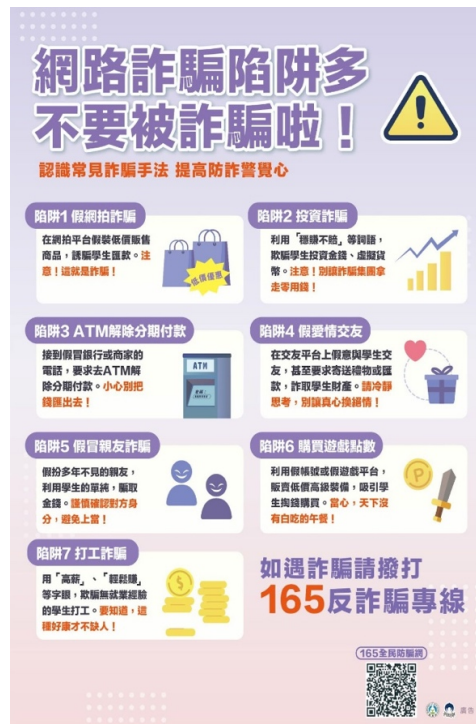 網路詐騙陷阱多
不要被詐騙啦！
認識常見詐騙手法 提高防詐警覺心
陷阱1 假網拍詐騙
在網拍平台假裝低價販售
商品，誘騙學生匯款。注
意！這就是詐騙！
低價優惠
陷阱2 投資詐騙
利用「穩賺不賠」等詞語，
欺騙學生投資金錢、虛擬貨
幣。注意！別讓詐騙集團拿
走零用錢！
陷阱3 ATM解除分期付款
接到假冒銀行或商家的
電話，要求去ATM解
除分期付款。小心別把
錢匯出去！
ATM
陷阱4 假愛情交友
在交友平台上假意與學生交
友，甚至要求寄送禮物或匯
款，詐取學生財產。請冷靜
思考，別讓真心換絕情！
陷阱5 假冒親友詐騙
假扮多年不見的親友，
利用學生的單純，騙取
金錢。謹慎確認對方身
分，避免上當！
陷阱6 購買遊戲點數
利用假帳號或假遊戲平台，
販賣低價高級裝備，吸引學
生掏錢購買。當心，天下沒
有白吃的午餐！
P
陷阱7 打工詐騙
用「高薪」、「輕鬆賺」
等字眼，欺騙無就業經驗
的學生打工。要知道，這
種好康才不缺人！
$
如遇詐騙請撥打
165反詐騙專線
165全民防騙網
廣告